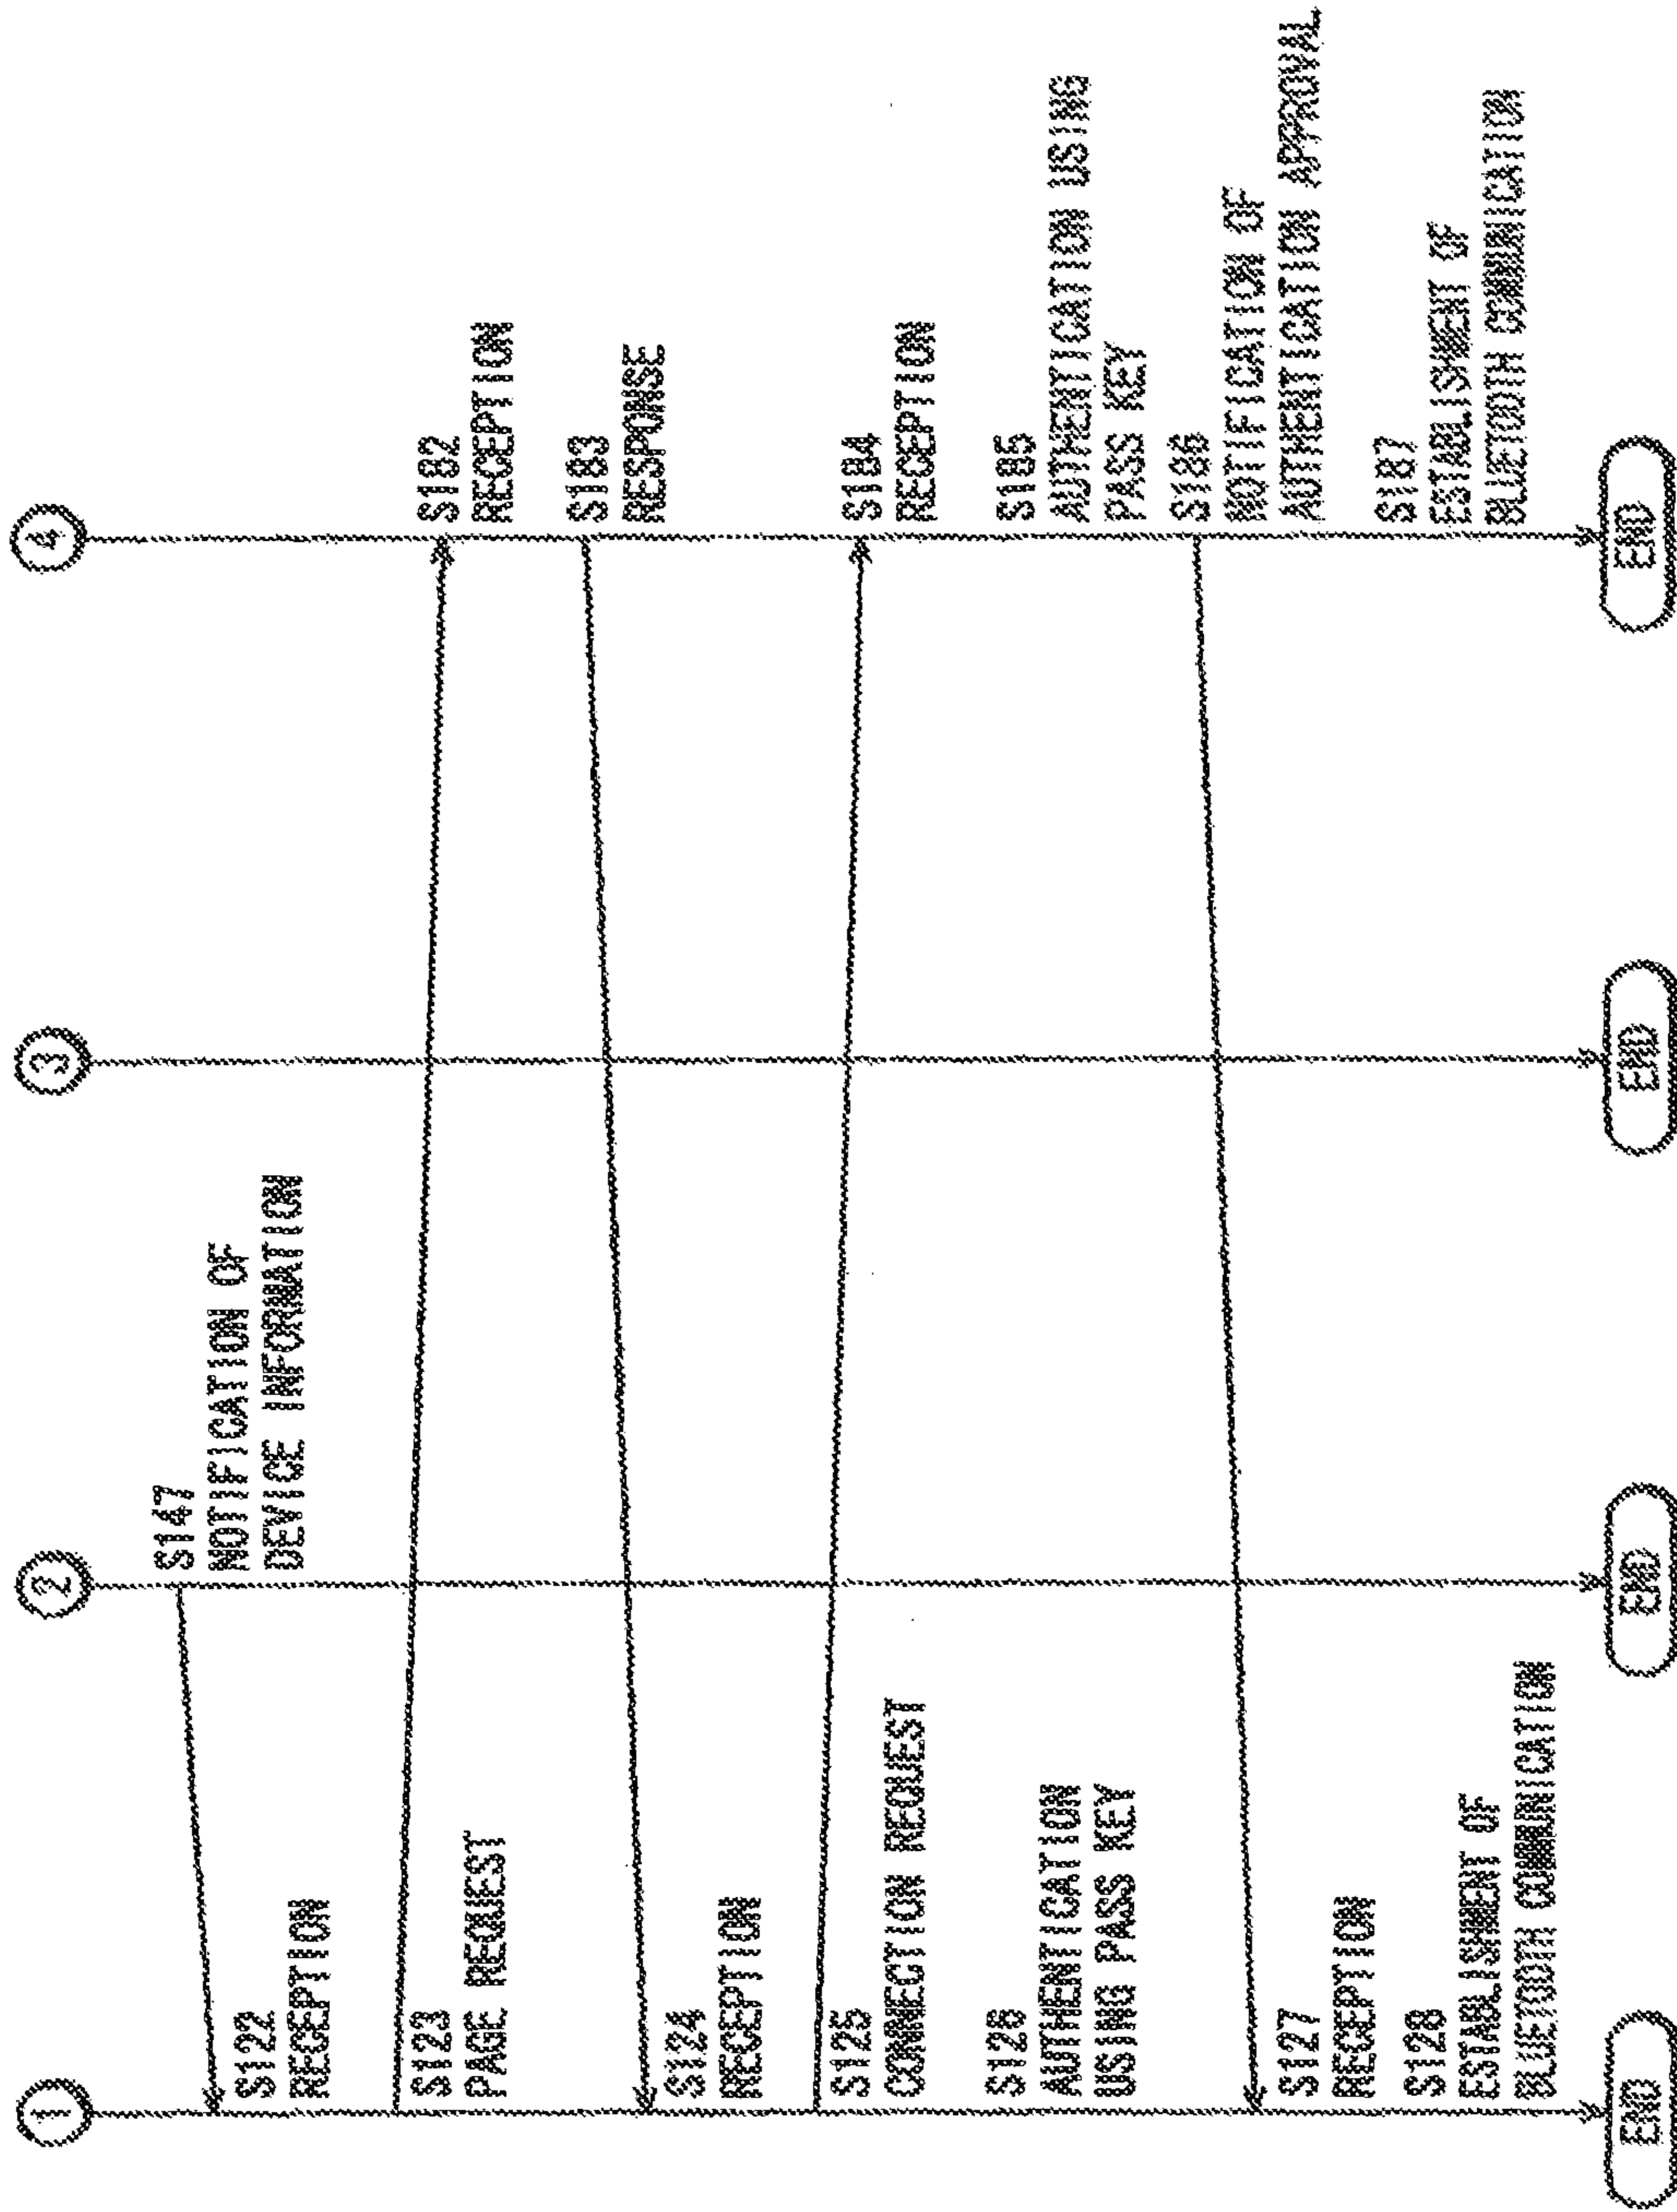 1
2
3
4
S147
NOTIFICATION OF
DEVICE INFORMATION
S122
RECEPTION
S123
PAGE REQUEST
S182
RECEPTION
S183
RESPONSE
S124
RECEPTION
S125
CONNECTION REQUEST
S184
RECEPTION
S126
AUTHENTICATION
USING PASS KEY
S185
AUTHENTICATION USING
PASS KEY
S186
NOTIFICATION OF
AUTHENTICATION APPROVAL
S127
RECEPTION
S128
ESTABLISHMENT OF
BLUETOOTH COMMUNICATION
S187
ESTABLISHMENT OF
BLUETOOTH COMMUNICATION
END
END
END
END